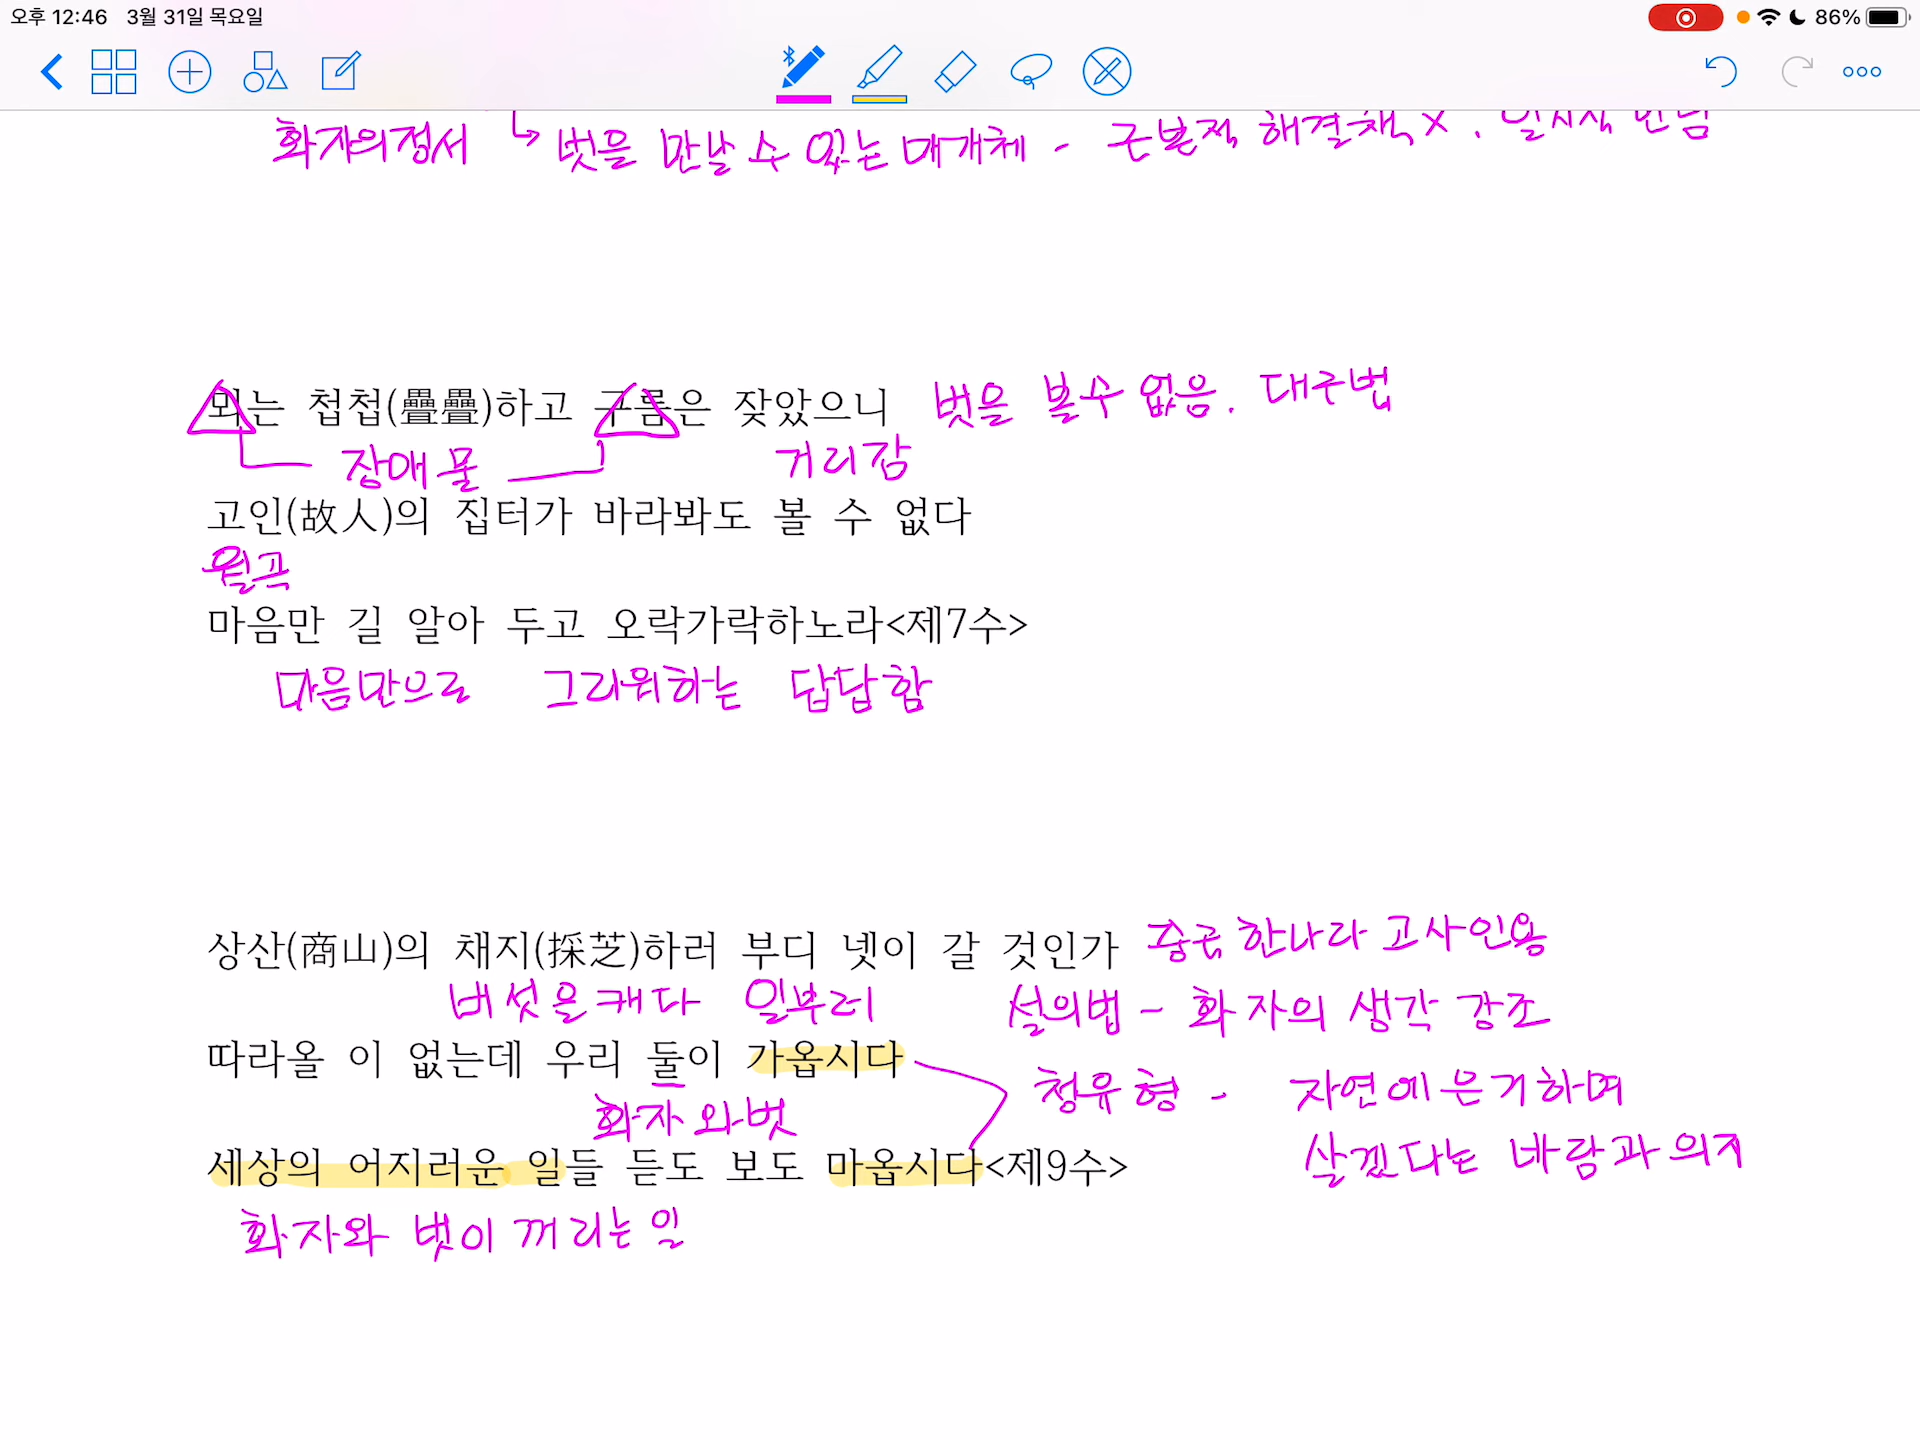 오후 12:46 3월 31일 목요일 86%
화자의정서 ↳ 벗을 만날 수 있는 매개체 - 근본적 해결책 X.
뫼는 첩첩(疊疊)하고 구름은 잦았으니 벗을 볼수 없음. 대구법
장애물 거리감
고인(故人)의 집터가 바라봐도 볼 수 없다
월곡
마음만 길 알아 두고 오락가락하노라<제7수>
마음만으로 그리워하는 답답함
상산(商山)의 채지(採芝)하러 부디 넷이 갈 것인가 중국 한나라 고사인용
버섯을캐다 일부러 설의법 - 화자의 생각 강조
따라올 이 없는데 우리 둘이 가옵시다
청유형 - 자연에 은거하며
화자와벗
살겠다는 바람과 의지
세상의 어지러운 일들 듣도 보도 마옵시다<제9수>
화자와 벗이 꺼리는 일